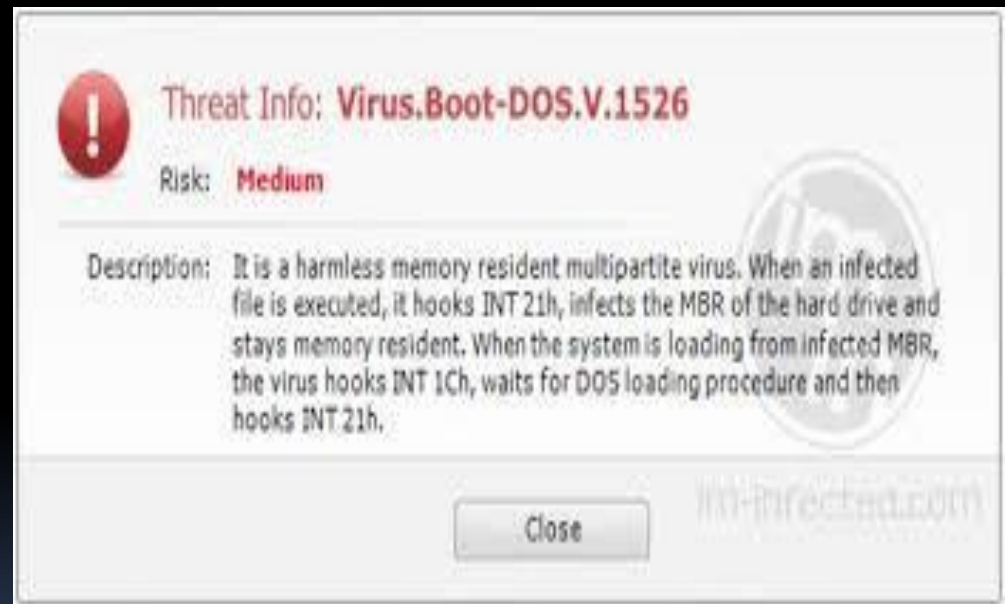 !
Threat Info: Virus.Boot-DOS.V.1526
Risk: Medium
Description: It is a harmless memory resident multipartite virus. When an infected
file is executed, it hooks INT 21h, infects the MBR of the hard drive and
stays memory resident. When the system is loading from infected MBR,
the virus hooks INT 1Ch, waits for DOS loading procedure and then
hooks INT 21h.
im-infected.com
Close